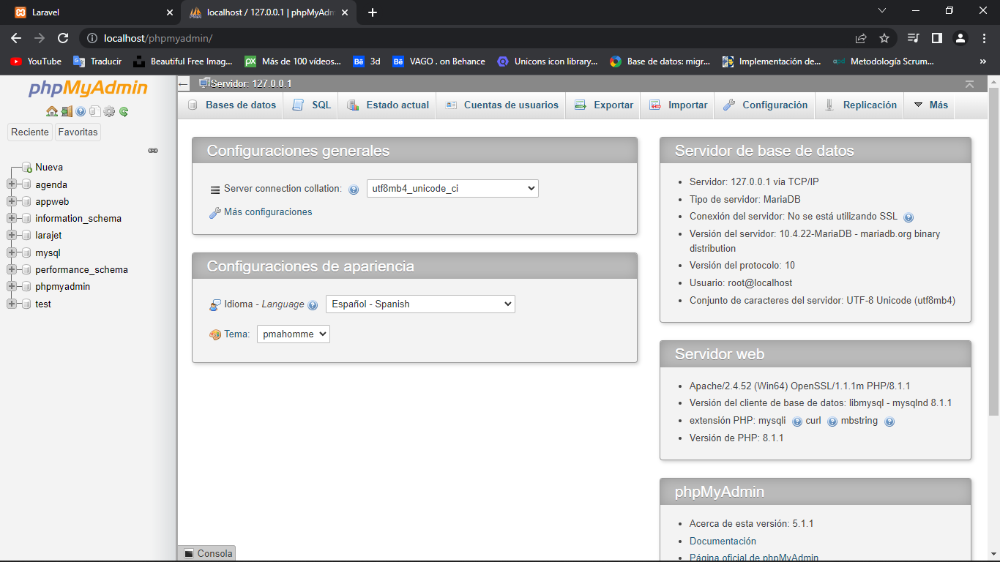 Laravel
localhost / 127.0.0.1 | phpMyAdm
localhost/phpmyadmin/
YouTube
Traducir
Beautiful Free Imag...
Más de 100 vídeos...
3d
VAGO . on Behance
Unicons icon library...
Base de datos: migr...
Implementación de...
Metodología Scrum...
phpMyAdmin
Reciente
Favoritas
Nueva
agenda
appweb
information_schema
larajet
mysql
performance_schema
phpmyadmin
test
Servidor: 127.0.0.1
Bases de datos
SQL
Estado actual
Cuentas de usuarios
Exportar
Importar
Configuración
Replicación
Más
Configuraciones generales
Server connection collation:
utf8mb4_unicode_ci
Más configuraciones
Configuraciones de apariencia
Idioma - Language
Español - Spanish
Tema:
pmahomme
Servidor de base de datos
Servidor: 127.0.0.1 via TCP/IP
Tipo de servidor: MariaDB
Conexión del servidor: No se está utilizando SSL
Versión del servidor: 10.4.22-MariaDB - mariadb.org binary
distribution
Versión del protocolo: 10
Usuario: root@localhost
Conjunto de caracteres del servidor: UTF-8 Unicode (utf8mb4)
Servidor web
Apache/2.4.52 (Win64) OpenSSL/1.1.1m PHP/8.1.1
Versión del cliente de base de datos: libmysql - mysqlnd 8.1.1
extensión PHP: mysqli curl mbstring
Versión de PHP: 8.1.1
phpMyAdmin
Acerca de esta versión: 5.1.1
Documentación
Página oficial de phpMyAdmin
Consola